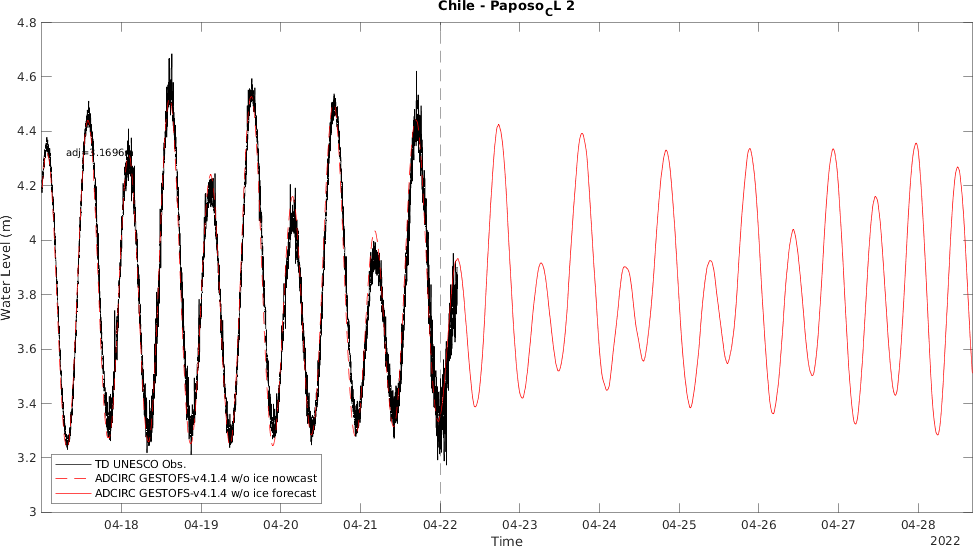 Chile - Paposo_CL 2
4.8
4.6
4.4
4.2
4
3.8
3.6
3.4
3.2
3
Water Level (m)
adj=3.1696
TD UNESCO Obs.
ADCIRC GESTOFS-v4.1.4 w/o ice nowcast
ADCIRC GESTOFS-v4.1.4 w/o ice forecast
04-18 04-19 04-20 04-21 04-22 04-23 04-24 04-25 04-26 04-27 04-28
Time
2022